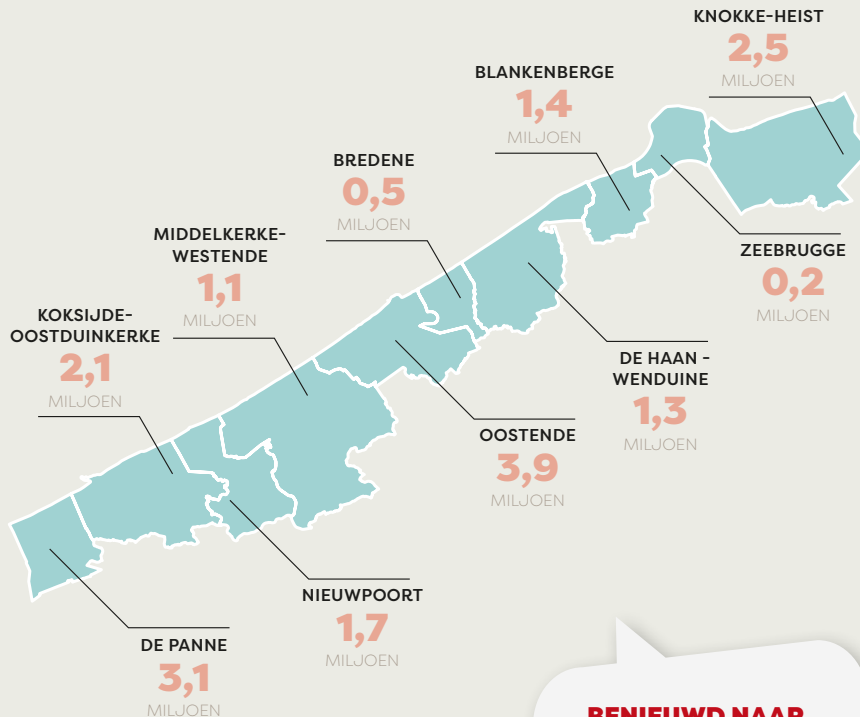 KNOKKE-HEIST
2,5
MILJOEN
BLANKENBERGE
1,4
MILJOEN
BREDENE
0,5
MILJOEN
MIDDELKERKE-
WESTENDE
1,1
MILJOEN
KOKSIJDE-
OOSTDUINKERKE
2,1
MILJOEN
ZEEBRUGGE
0,2
MILJOEN
DE HAAN -
WENDUINE
1,3
MILJOEN
OOSTENDE
3,9
MILJOEN
NIEUWPOORT
1,7
MILJOEN
DE PANNE
3,1
MILJOEN
BENIEUWD NAAR